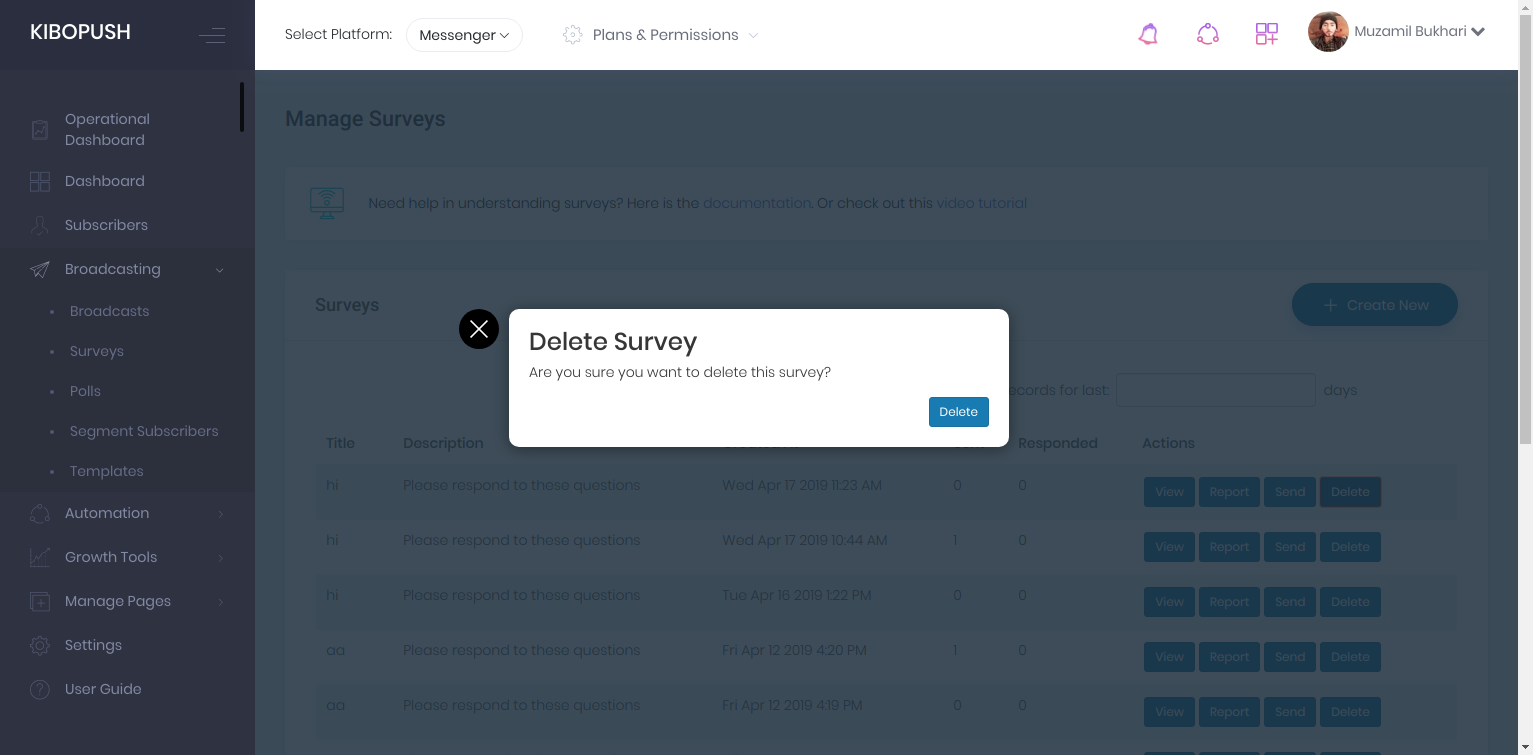 KIBOPUSH
Select Platform: Messenger
Plans & Permissions
Muzamil Bukhari
Operational
Dashboard
Dashboard
Subscribers
Broadcasting
Broadcasts
Surveys
Polls
Segment Subscribers
Templates
Automation
Growth Tools
Manage Pages
Settings
User Guide
Manage Surveys
Need help in understanding surveys? Here is the documentation. Or check out this video tutorial
Surveys
Create New
Delete Survey
Are you sure you want to delete this survey?
Delete
for last: days
Title Description Responded Actions
hi Please respond to these questions Wed Apr 17 2019 11:23 AM 0 0 View Report Send Delete
hi Please respond to these questions Wed Apr 17 2019 10:44 AM 1 0 View Report Send Delete
hi Please respond to these questions Tue Apr 16 2019 1:22 PM 0 0 View Report Send Delete
aa Please respond to these questions Fri Apr 12 2019 4:20 PM 1 0 View Report Send Delete
aa Please respond to these questions Fri Apr 12 2019 4:19 PM 0 0 View Report Send Delete